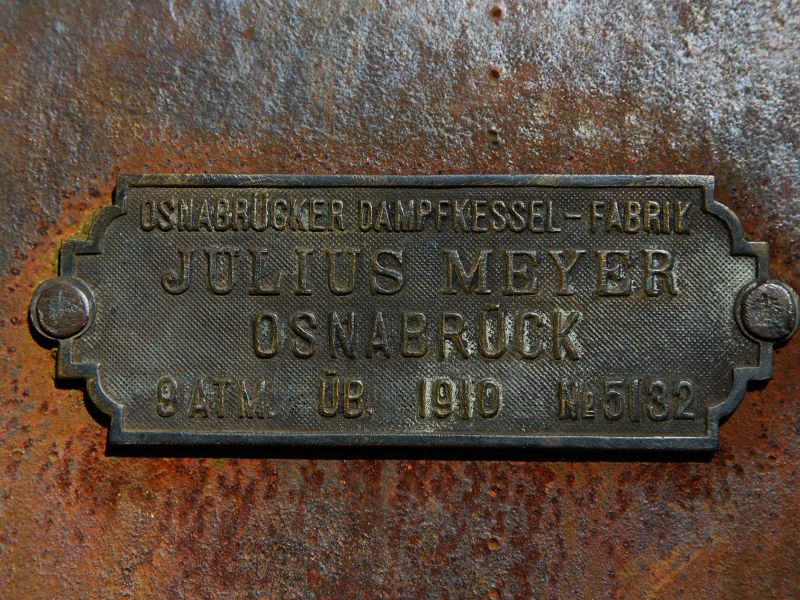 OSNABRÜCKER DAMPFKESSEL-FABRIK
JULIUS MEYER
OSNABRÜCK
9 ATM. ÜB. 1910 No 5132